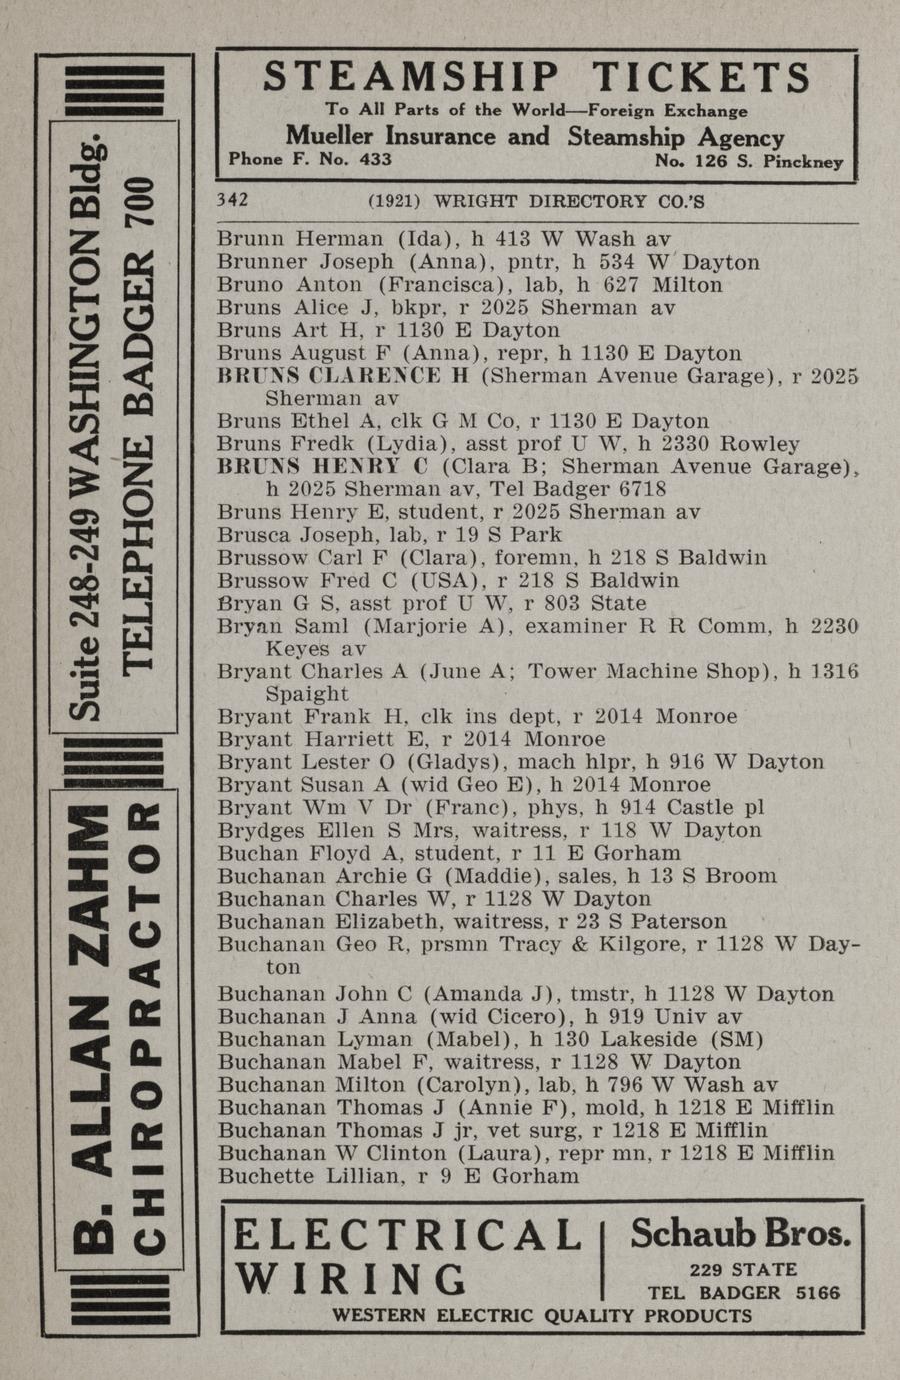 STEAMSHIP TICKETS
To All Parts of the World—Foreign Exchange
Mueller Insurance and Steamship Agency
Phone F. No. 433 No. 126 S. Pinckney
342 (1921) WRIGHT DIRECTORY CO.'S
Brunn Herman (Ida), h 413 W Wash av
Brunner Joseph (Anna), pntr, h 534 W Dayton
Bruno Anton (Francisca), lab, h 627 Milton
Bruns Alice J, bkpr, r 2025 Sherman av
Bruns Art H, r 1130 E Dayton
Bruns August F (Anna), repr, h 1130 E Dayton
BRUNS CLARENCE H (Sherman Avenue Garage), r 2025
Sherman av
Bruns Ethel A, clk G M Co, r 1130 E Dayton
Bruns Fredk (Lydia), asst prof U W, h 2330 Rowley
BRUNS HENRY C (Clara B; Sherman Avenue Garage),
h 2025 Sherman av, Tel Badger 6718
Bruns Henry E, student, r 2025 Sherman av
Brusca Joseph, lab, r 19 S Park
Brussow Carl F (Clara), foremn, h 218 S Baldwin
Brussow Fred C (USA), r 218 S Baldwin
Bryan G S, asst prof U W, r 803 State
Bryan Saml (Marjorie A), examiner R R Comm, h 2230
Keyes av
Bryant Charles A (June A; Tower Machine Shop), h 1316
Spaight
Bryant Frank H, clk ins dept, r 2014 Monroe
Bryant Harriett E, r 2014 Monroe
Bryant Lester O (Gladys), mach hlpr, h 916 W Dayton
Bryant Susan A (wid Geo E), h 2014 Monroe
Bryant Wm V Dr (Franc), phys, h 914 Castle pl
Brydges Ellen S Mrs, waitress, r 118 W Dayton
Buchan Floyd A, student, r 11 E Gorham
Buchanan Archie G (Maddie), sales, h 13 S Broom
Buchanan Charles W, r 1128 W Dayton
Buchanan Elizabeth, waitress, r 23 S Paterson
Buchanan Geo R, prsmn Tracy & Kilgore, r 1128 W Day-
ton
Buchanan John C (Amanda J), tmstr, h 1128 W Dayton
Buchanan J Anna (wid Cicero), h 919 Univ av
Buchanan Lyman (Mabel), h 130 Lakeside (SM)
Buchanan Mabel F, waitress, r 1128 W Dayton
Buchanan Milton (Carolyn), lab, h 796 W Wash av
Buchanan Thomas J (Annie F), mold, h 1218 E Mifflin
Buchanan Thomas J jr, vet surg, r 1218 E Mifflin
Buchanan W Clinton (Laura), repr mn, r 1218 E Mifflin
Buchette Lillian, r 9 E Gorham
B. ALLAN ZAHM
CHIROPRACTOR
Suite 248-249 WASHINGTON Bldg.
TELEPHONE BADGER 700
ELECTRICAL
WIRING
Schaub Bros.
229 STATE
TEL BADGER 5166
WESTERN ELECTRIC QUALITY PRODUCTS